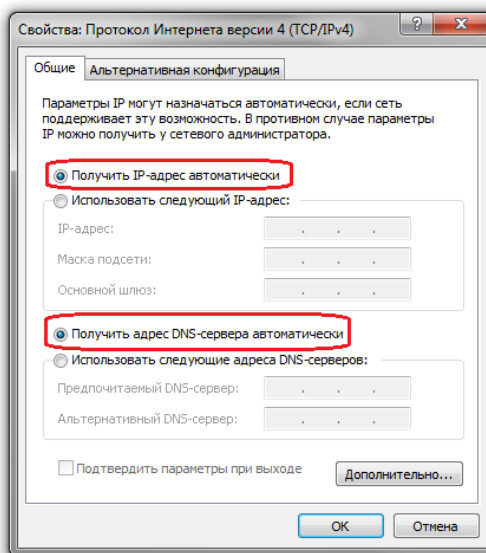 Свойства: Протокол Интернета версии 4 (TCP/IPv4)
Общие
Альтернативная конфигурация
Параметры IP могут назначаться автоматически, если сеть
поддерживает эту возможность. В противном случае параметры
IP можно получить у сетевого администратора.
Получить IP-адрес автоматически
Использовать следующий IP-адрес:
IP-адрес:
Маска подсети:
Основной шлюз:
Получить адрес DNS-сервера автоматически
Использовать следующие адреса DNS-серверов:
Предпочитаемый DNS-сервер:
Альтернативный DNS-сервер:
Подтвердить параметры при выходе
Дополнительно...
ОК
Отмена